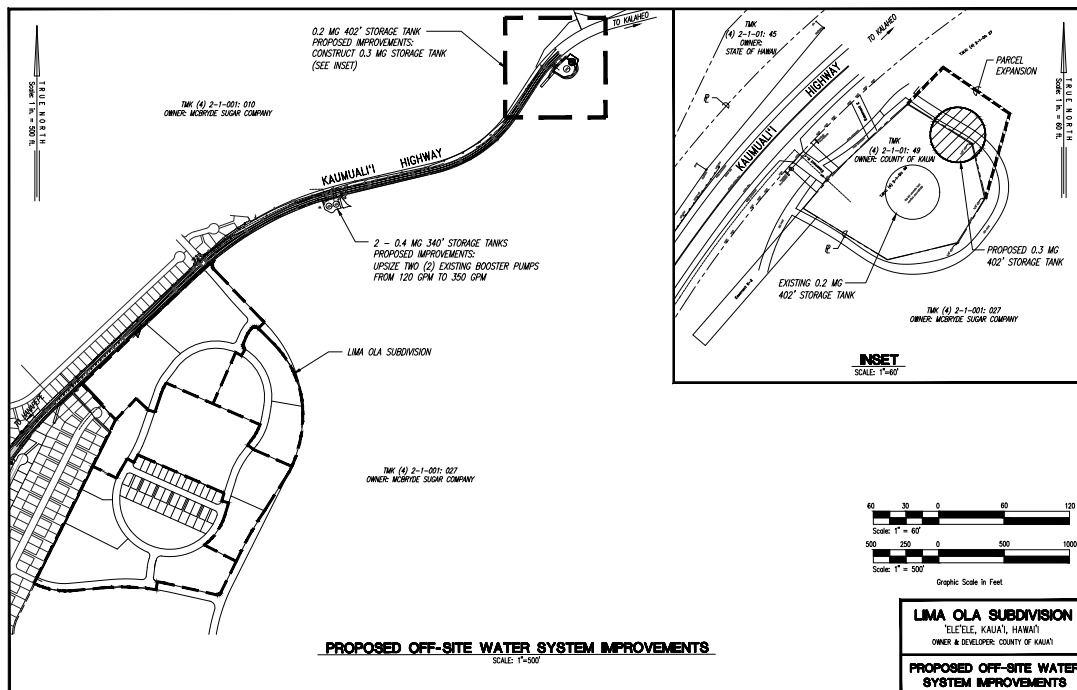 0.2 MG 402' STORAGE TANK
PROPOSED IMPROVEMENTS:
CONSTRUCT 0.3 MG STORAGE TANK
(SEE INSET)
TO KALAHEO
TRUE NORTH
Scale: 1 in. = 500 ft.
TMK (4) 2-1-001: 010
OWNER: MCBRYDE SUGAR COMPANY
KAUMUALI'I HIGHWAY
2 - 0.4 MG 340' STORAGE TANKS
PROPOSED IMPROVEMENTS:
UPSIZE TWO (2) EXISTING BOOSTER PUMPS
FROM 120 GPM TO 350 GPM
LIMA OLA SUBDIVISION
TO HANAPEPE
TMK (4) 2-1-001: 027
OWNER: MCBRYDE SUGAR COMPANY
PROPOSED OFF-SITE WATER SYSTEM IMPROVEMENTS
SCALE: 1"=500'
TMK
(4) 2-1-01: 45
OWNER:
STATE OF HAWAII
TO KALAHEO
KAUMUALI'I HIGHWAY
PARCEL
EXPANSION
TRUE NORTH
Scale: 1 in. = 60 ft.
TMK
(4) 2-1-01: 49
OWNER: COUNTY OF KAUAI
PROPOSED 0.3 MG
402' STORAGE TANK
EXISTING 0.2 MG
402' STORAGE TANK
TMK (4) 2-1-001: 027
OWNER: MCBRYDE SUGAR COMPANY
INSET
SCALE: 1"=60'
60 30 0 60 120
Scale: 1" = 60'
500 250 0 500 1000
Scale: 1" = 500'
Graphic Scale in Feet
LIMA OLA SUBDIVISION
'ELE'ELE, KAUA'I, HAWAI'I
OWNER & DEVELOPER: COUNTY OF KAUA'I
PROPOSED OFF-SITE WATER
SYSTEM IMPROVEMENTS